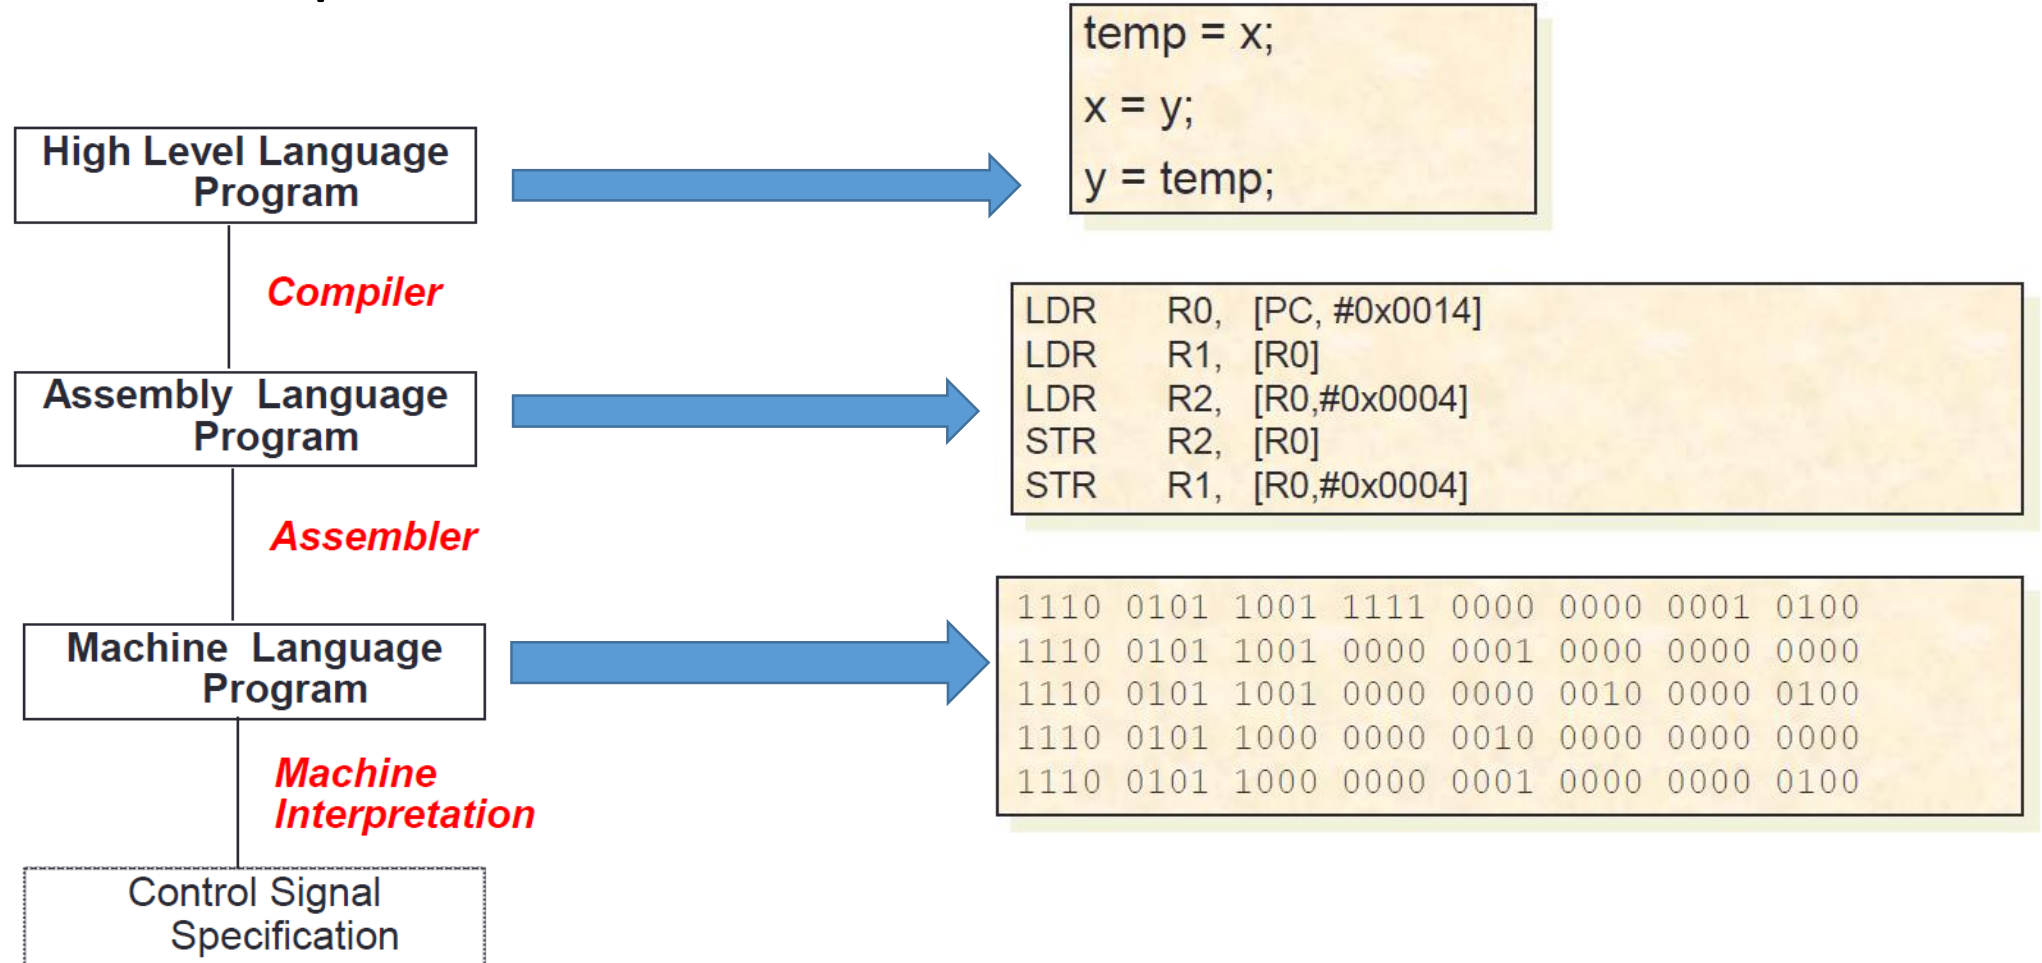 High Level Language
Program
Compiler
Assembly Language
Program
Assembler
Machine Language
Program
Machine
Interpretation
Control Signal
Specification
temp = x;
x = y;
y = temp;
LDR R0, [PC, #0x0014]
LDR R1, [R0]
LDR R2, [R0,#0x0004]
STR R2, [R0]
STR R1, [R0,#0x0004]
1110 0101 1001 1111 0000 0000 0001 0100
1110 0101 1001 0000 0001 0000 0000 0000
1110 0101 1001 0000 0000 0010 0000 0100
1110 0101 1000 0000 0010 0000 0000 0000
1110 0101 1000 0000 0001 0000 0000 0100